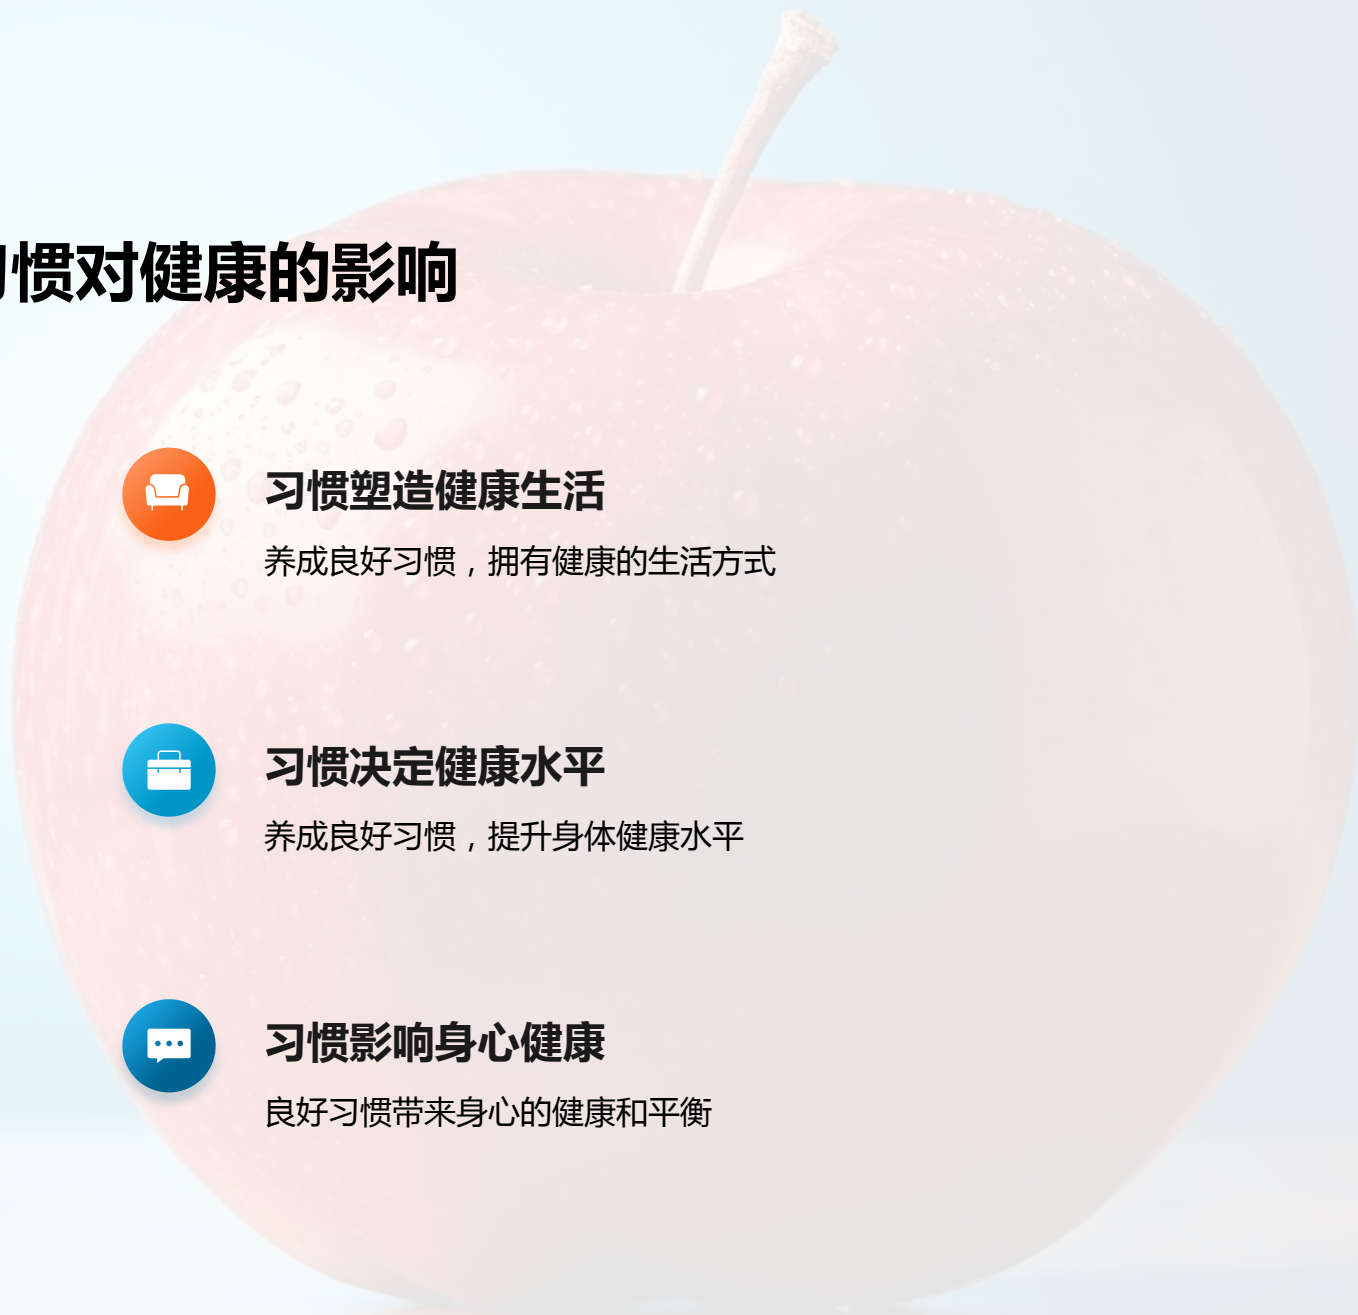 惯对健康的影响
习惯塑造健康生活
养成良好习惯，拥有健康的生活方式
习惯决定健康水平
养成良好习惯，提升身体健康水平
习惯影响身心健康
良好习惯带来身心的健康和平衡